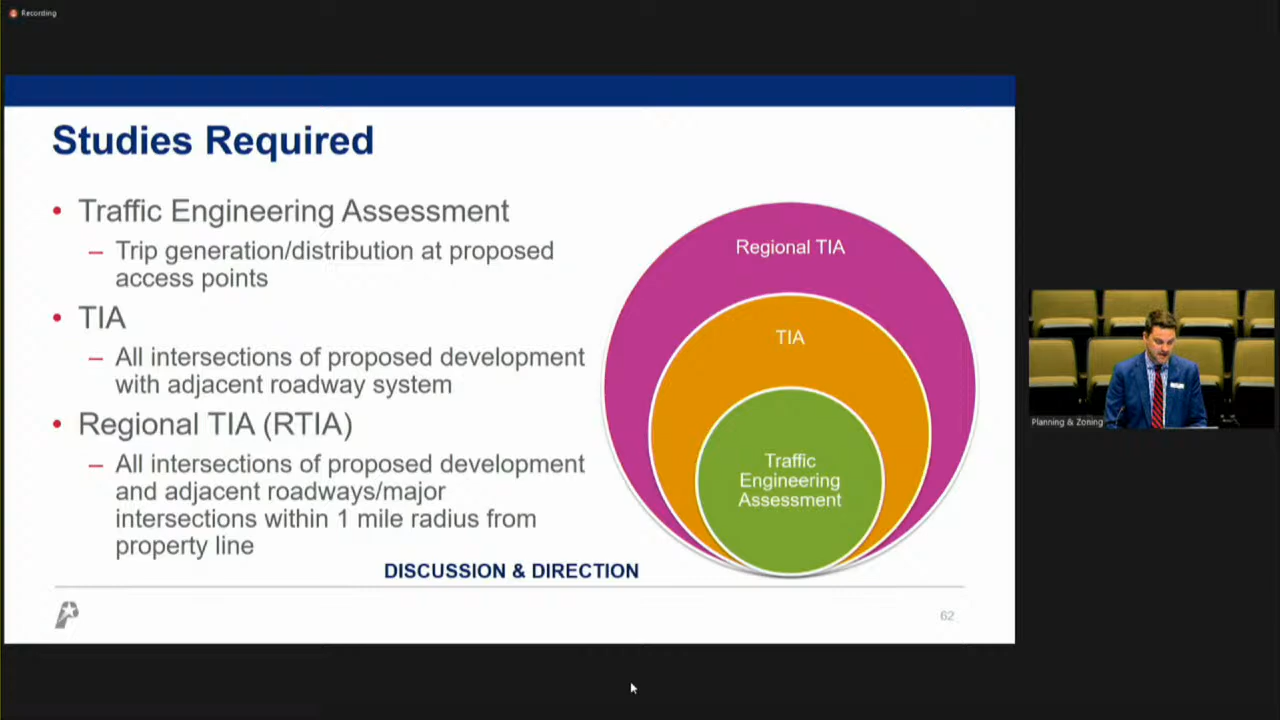 Recording
Studies Required
• Traffic Engineering Assessment
– Trip generation/distribution at proposed
access points
• TIA
– All intersections of proposed development
with adjacent roadway system
• Regional TIA (RTIA)
– All intersections of proposed development
and adjacent roadways/major
intersections within 1 mile radius from
property line
Regional TIA
TIA
Traffic
Engineering
Assessment
DISCUSSION & DIRECTION
62
Planning & Zoning